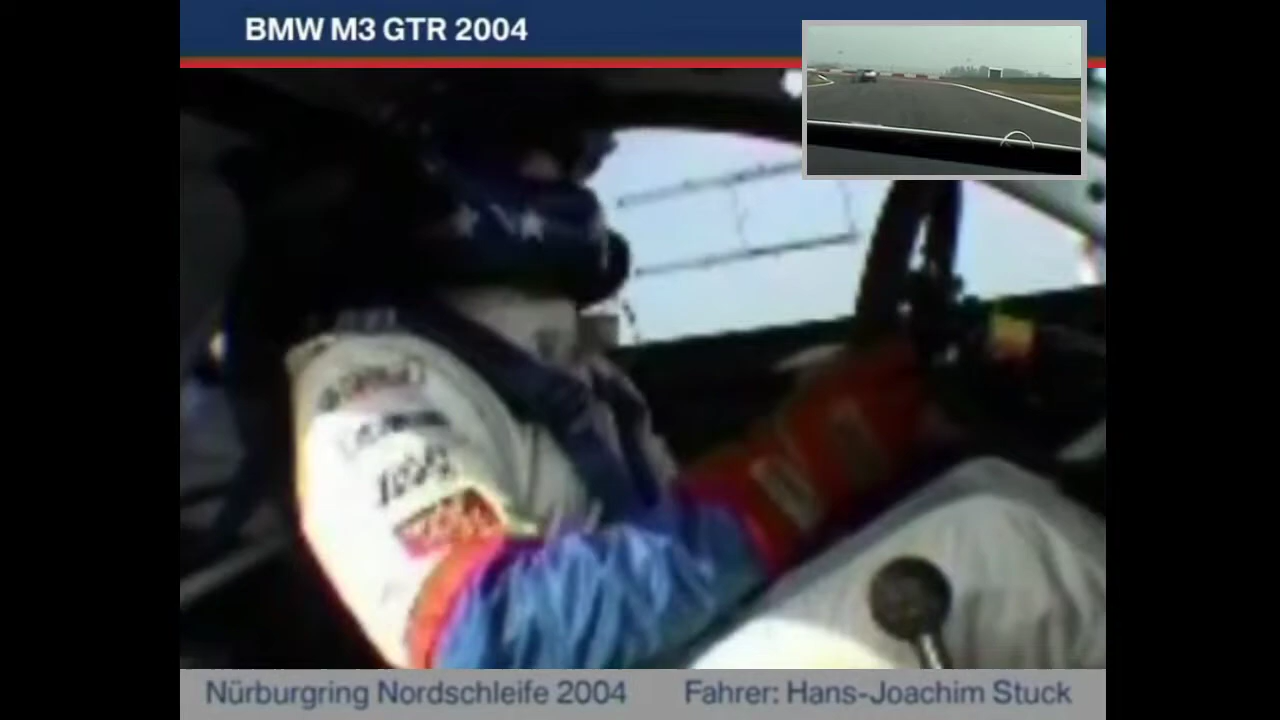 BMW M3 GTR 2004
Nürburgring Nordschleife 2004 Fahrer: Hans-Joachim Stuck